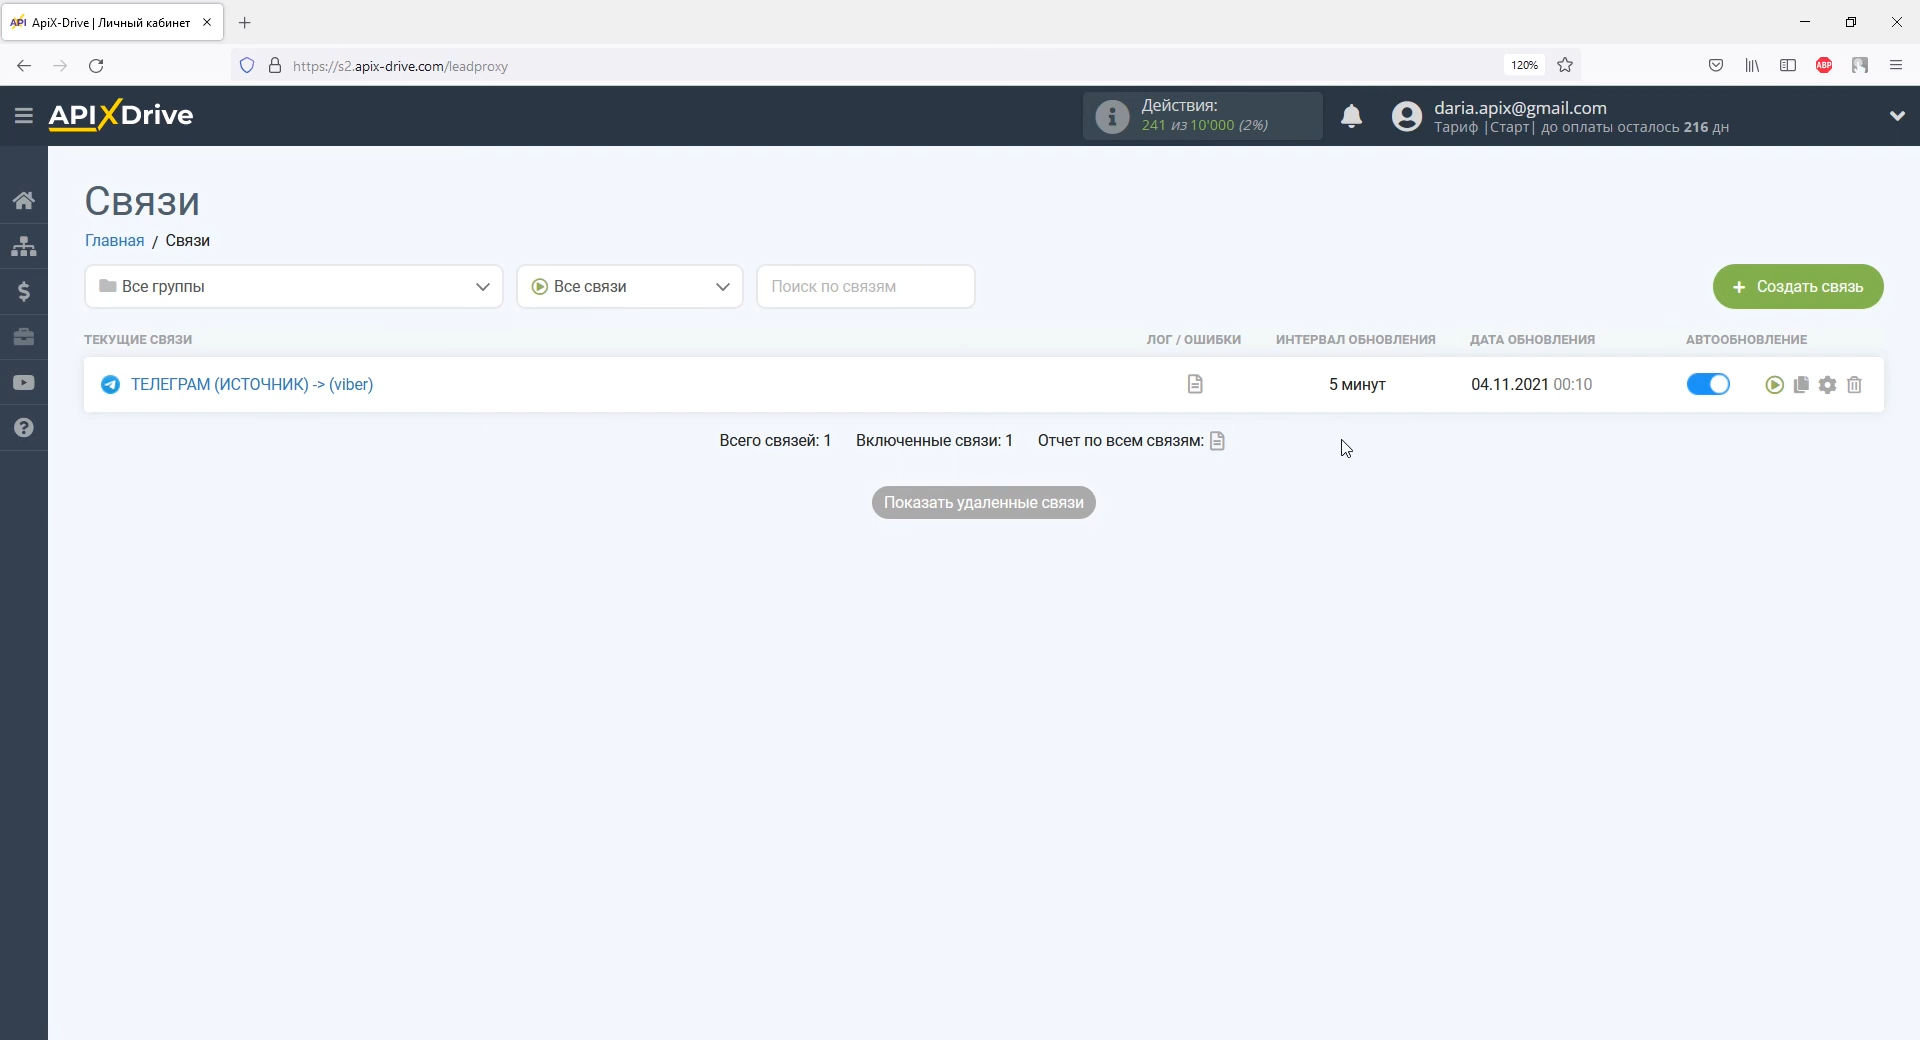 API ApiX-Drive | Личный кабинет
https://s2.apix-drive.com/leadproxy
120%
ABP
APIXDrive
Действия:
241 из 10'000 (2%)
daria.apix@gmail.com
Тариф |Старт| до оплаты осталось 216 дн
Связи
Главная / Связи
Все группы
Все связи
Поиск по связям
+ Создать связь
ТЕКУЩИЕ СВЯЗИ
ЛОГ / ОШИБКИ
ИНТЕРВАЛ ОБНОВЛЕНИЯ
ДАТА ОБНОВЛЕНИЯ
АВТООБНОВЛЕНИЕ
ТЕЛЕГРАМ (ИСТОЧНИК) -> (viber)
5 минут
04.11.2021 00:10
Всего связей: 1 Включенные связи: 1 Отчет по всем связям:
Показать удаленные связи